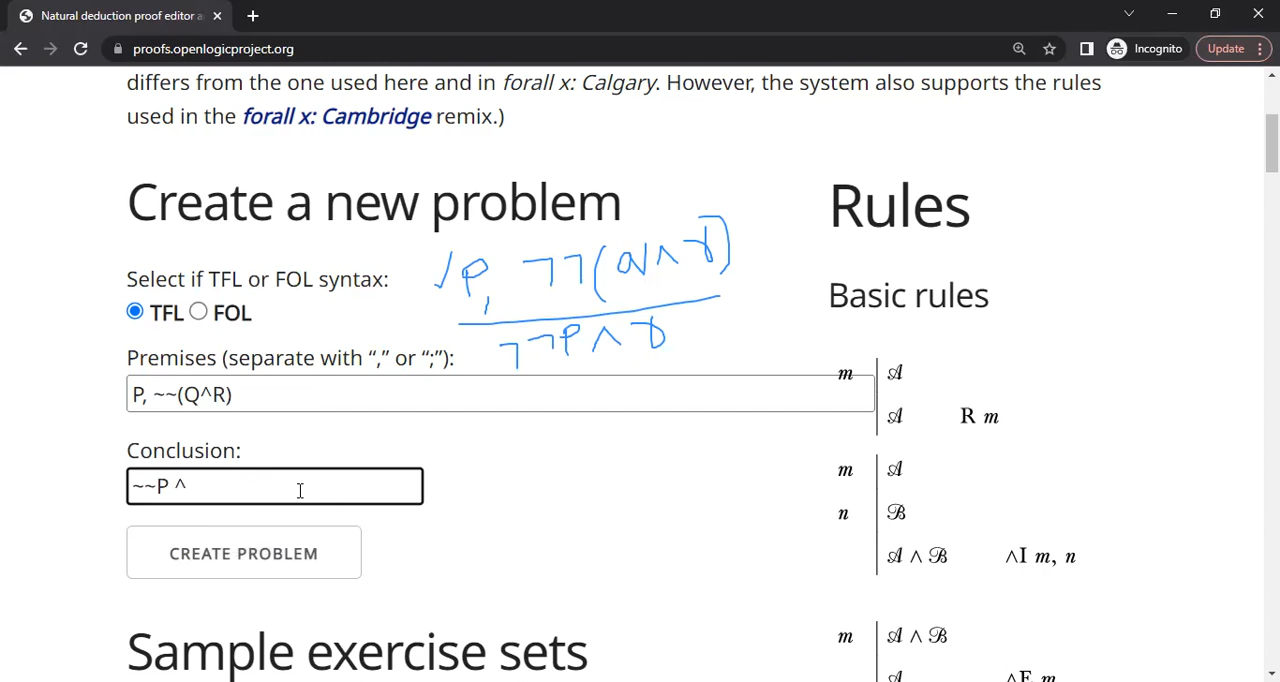 Natural deduction proof editor a
proofs.openlogicproject.org
Incognito
Update
differs from the one used here and in forall x: Calgary. However, the system also supports the rules
used in the forall x: Cambridge remix.)
Create a new problem
Rules
Select if TFL or FOL syntax:
✓P, ¬¬(Q∧R)
¬¬P∧R
TFL FOL
Basic rules
Premises (separate with “,” or “;”):
P, ~~(Q^R)
m 𝒜
𝒜 R m
Conclusion:
~~P ^
m 𝒜
n ℬ
𝒜 ∧ ℬ ∧I m, n
CREATE PROBLEM
Sample exercise sets
m 𝒜 ∧ ℬ
𝒜 ∧E m